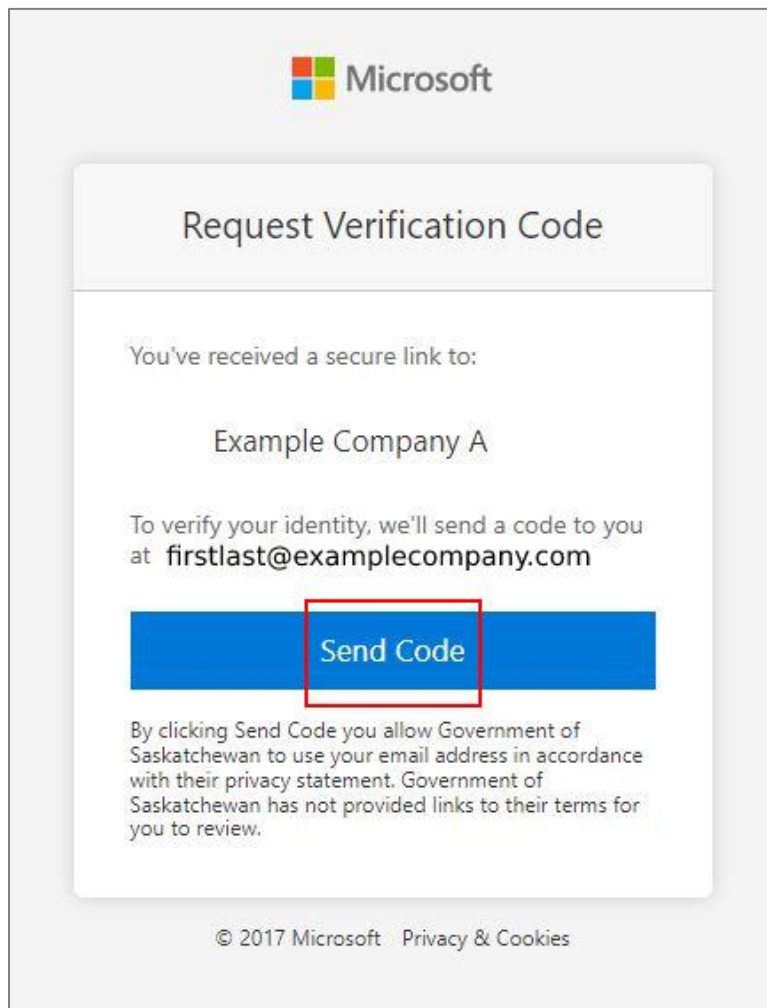 Microsoft
Request Verification Code
You've received a secure link to:
Example Company A
To verify your identity, we'll send a code to you
at firstlast@examplecompany.com
Send Code
By clicking Send Code you allow Government of
Saskatchewan to use your email address in accordance
with their privacy statement. Government of
Saskatchewan has not provided links to their terms for
you to review.
© 2017 Microsoft Privacy & Cookies